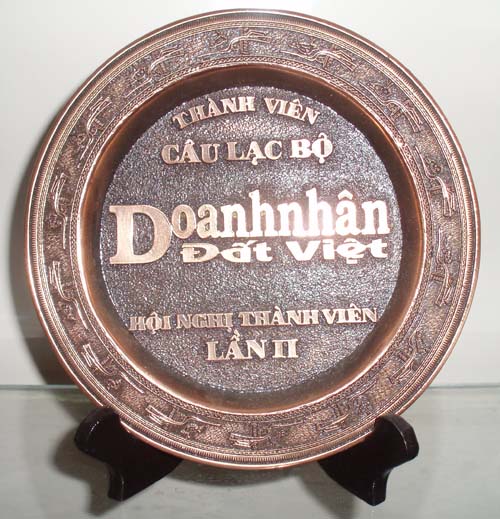 THÀNH VIÊN
CÂU LẠC BỘ
Doanhnhân
Đất Việt
HỘI NGHỊ THÀNH VIÊN
LẦN II